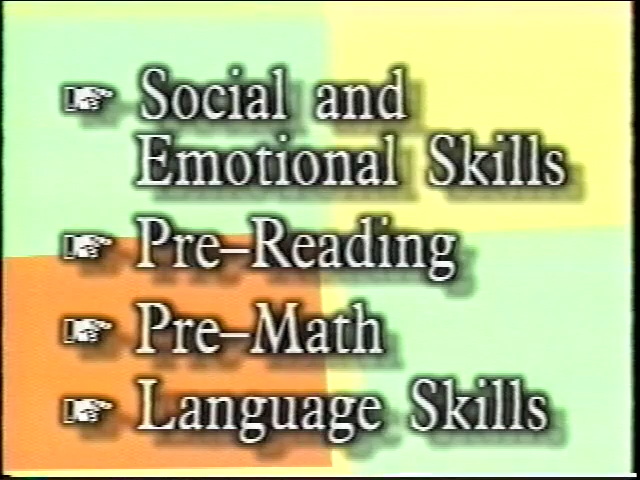 Social and
Emotional Skills
Pre-Reading
Pre-Math
Language Skills